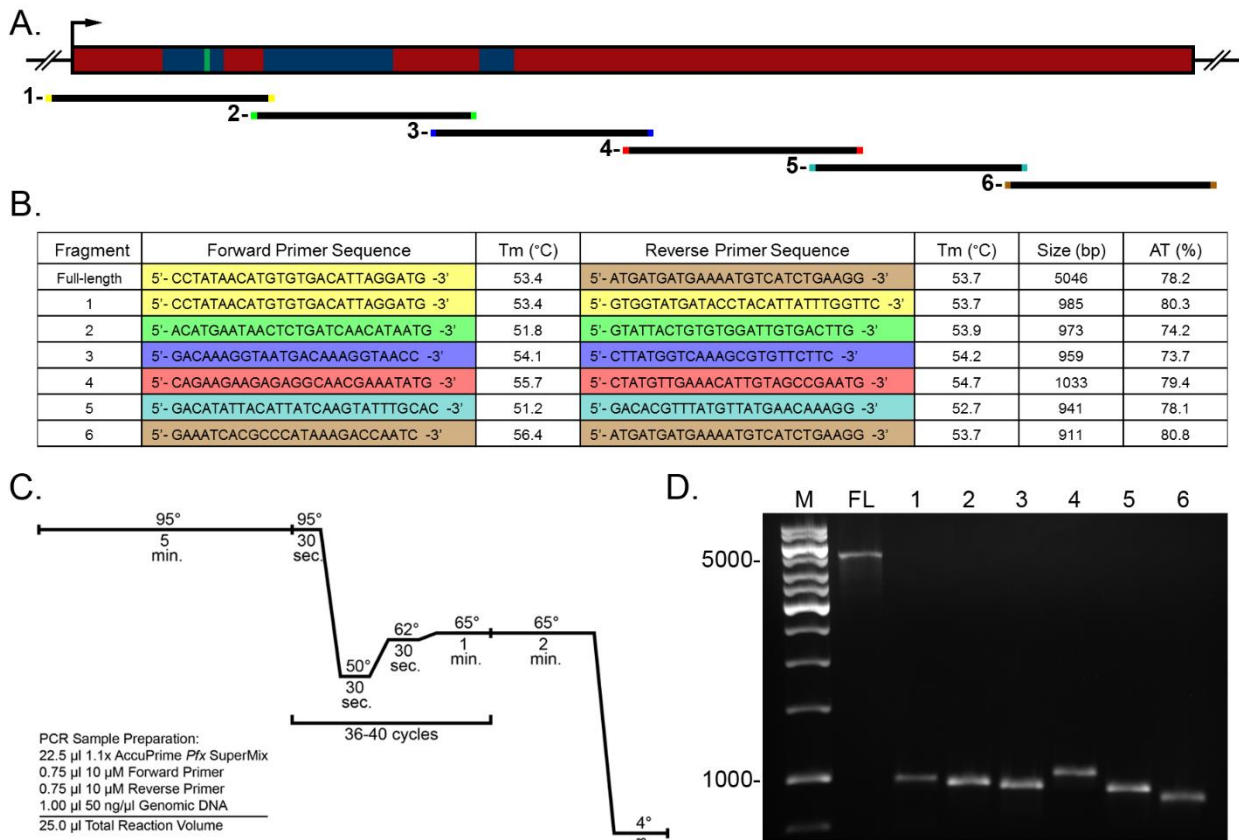 A.
1-
2-
3-
4-
5-
6-
B.
Fragment Forward Primer Sequence Tm (°C) Reverse Primer Sequence Tm (°C) Size (bp) AT (%)
Full-length 5'- CCTATAACATGTGTGACATTAGGATG -3' 53.4 5'- ATGATGATGAAAATGTCATCTGAAGG -3' 53.7 5046 78.2
1 5'- CCTATAACATGTGTGACATTAGGATG -3' 53.4 5'- GTGGTATGATACCTACATTATTTGGTTC -3' 53.7 985 80.3
2 5'- ACATGAATAACTCTGATCAACATAATG -3' 51.8 5'- GTATTACTGTGTGGATTGTGACTTG -3' 53.9 973 74.2
3 5'- GACAAAGGTAATGACAAAGGTAACC -3' 54.1 5'- CTTATGGTCAAAGCGTGTTCTTC -3' 54.2 959 73.7
4 5'- CAGAAGAAGAGAGGCAACGAAATATG -3' 55.7 5'- CTATGTTGAAACATTGTAGCCGAATG -3' 54.7 1033 79.4
5 5'- GACATATTACATTATCAAGTATTTGCAC -3' 51.2 5'- GACACGTTTATGTTATGAACAAAGG -3' 52.7 941 78.1
6 5'- GAAATCACGCCCATAAAGACCAATC -3' 56.4 5'- ATGATGATGAAAATGTCATCTGAAGG -3' 53.7 911 80.8
C.
95° 95°
5 30
min. sec.
62° 65° 65°
30 1 2
sec. min. min.
50°
30
sec.
36-40 cycles
4°
PCR Sample Preparation:
22.5 µl 1.1x AccuPrime Pfx SuperMix
0.75 µl 10 µM Forward Primer
0.75 µl 10 µM Reverse Primer
1.00 µl 50 ng/µl Genomic DNA
25.0 µl Total Reaction Volume
D.
M FL 1 2 3 4 5 6
5000-
1000-